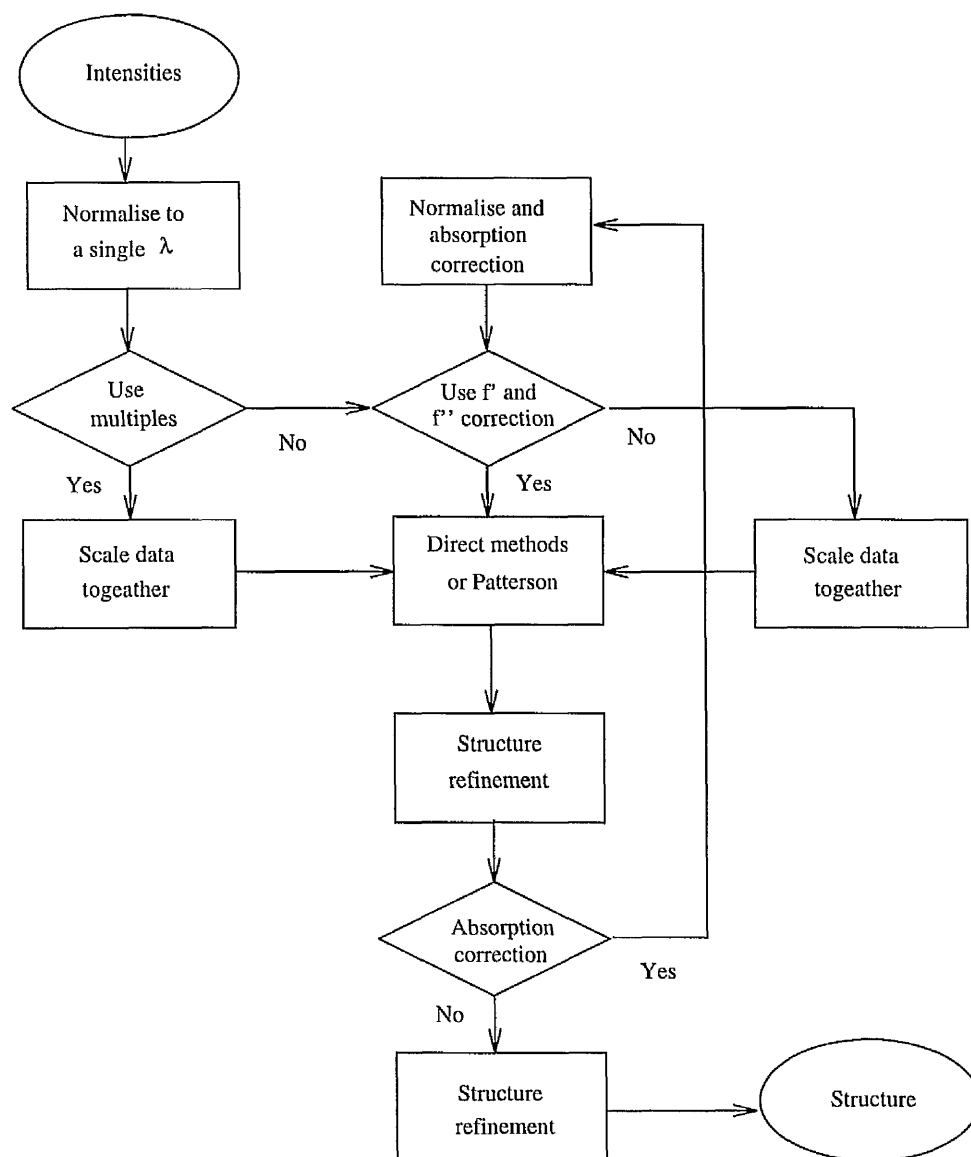 Intensities
Normalise to
a single λ
Normalise and
absorption
correction
Use
multiples
No
Yes
Use f' and
f'' correction
No
Yes
Scale data
togeather
Direct methods
or Patterson
Scale data
togeather
Structure
refinement
Absorption
correction
Yes
No
Structure
refinement
Structure